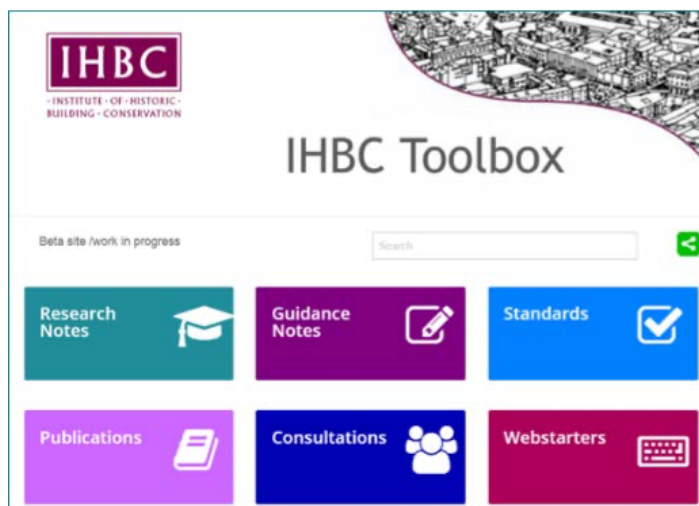 IHBC
·INSTITUTE·OF·HISTORIC·
BUILDING·CONSERVATION
IHBC Toolbox
Beta site /work in progress
Search
Research
Notes
Guidance
Notes
Standards
Publications
Consultations
Webstarters